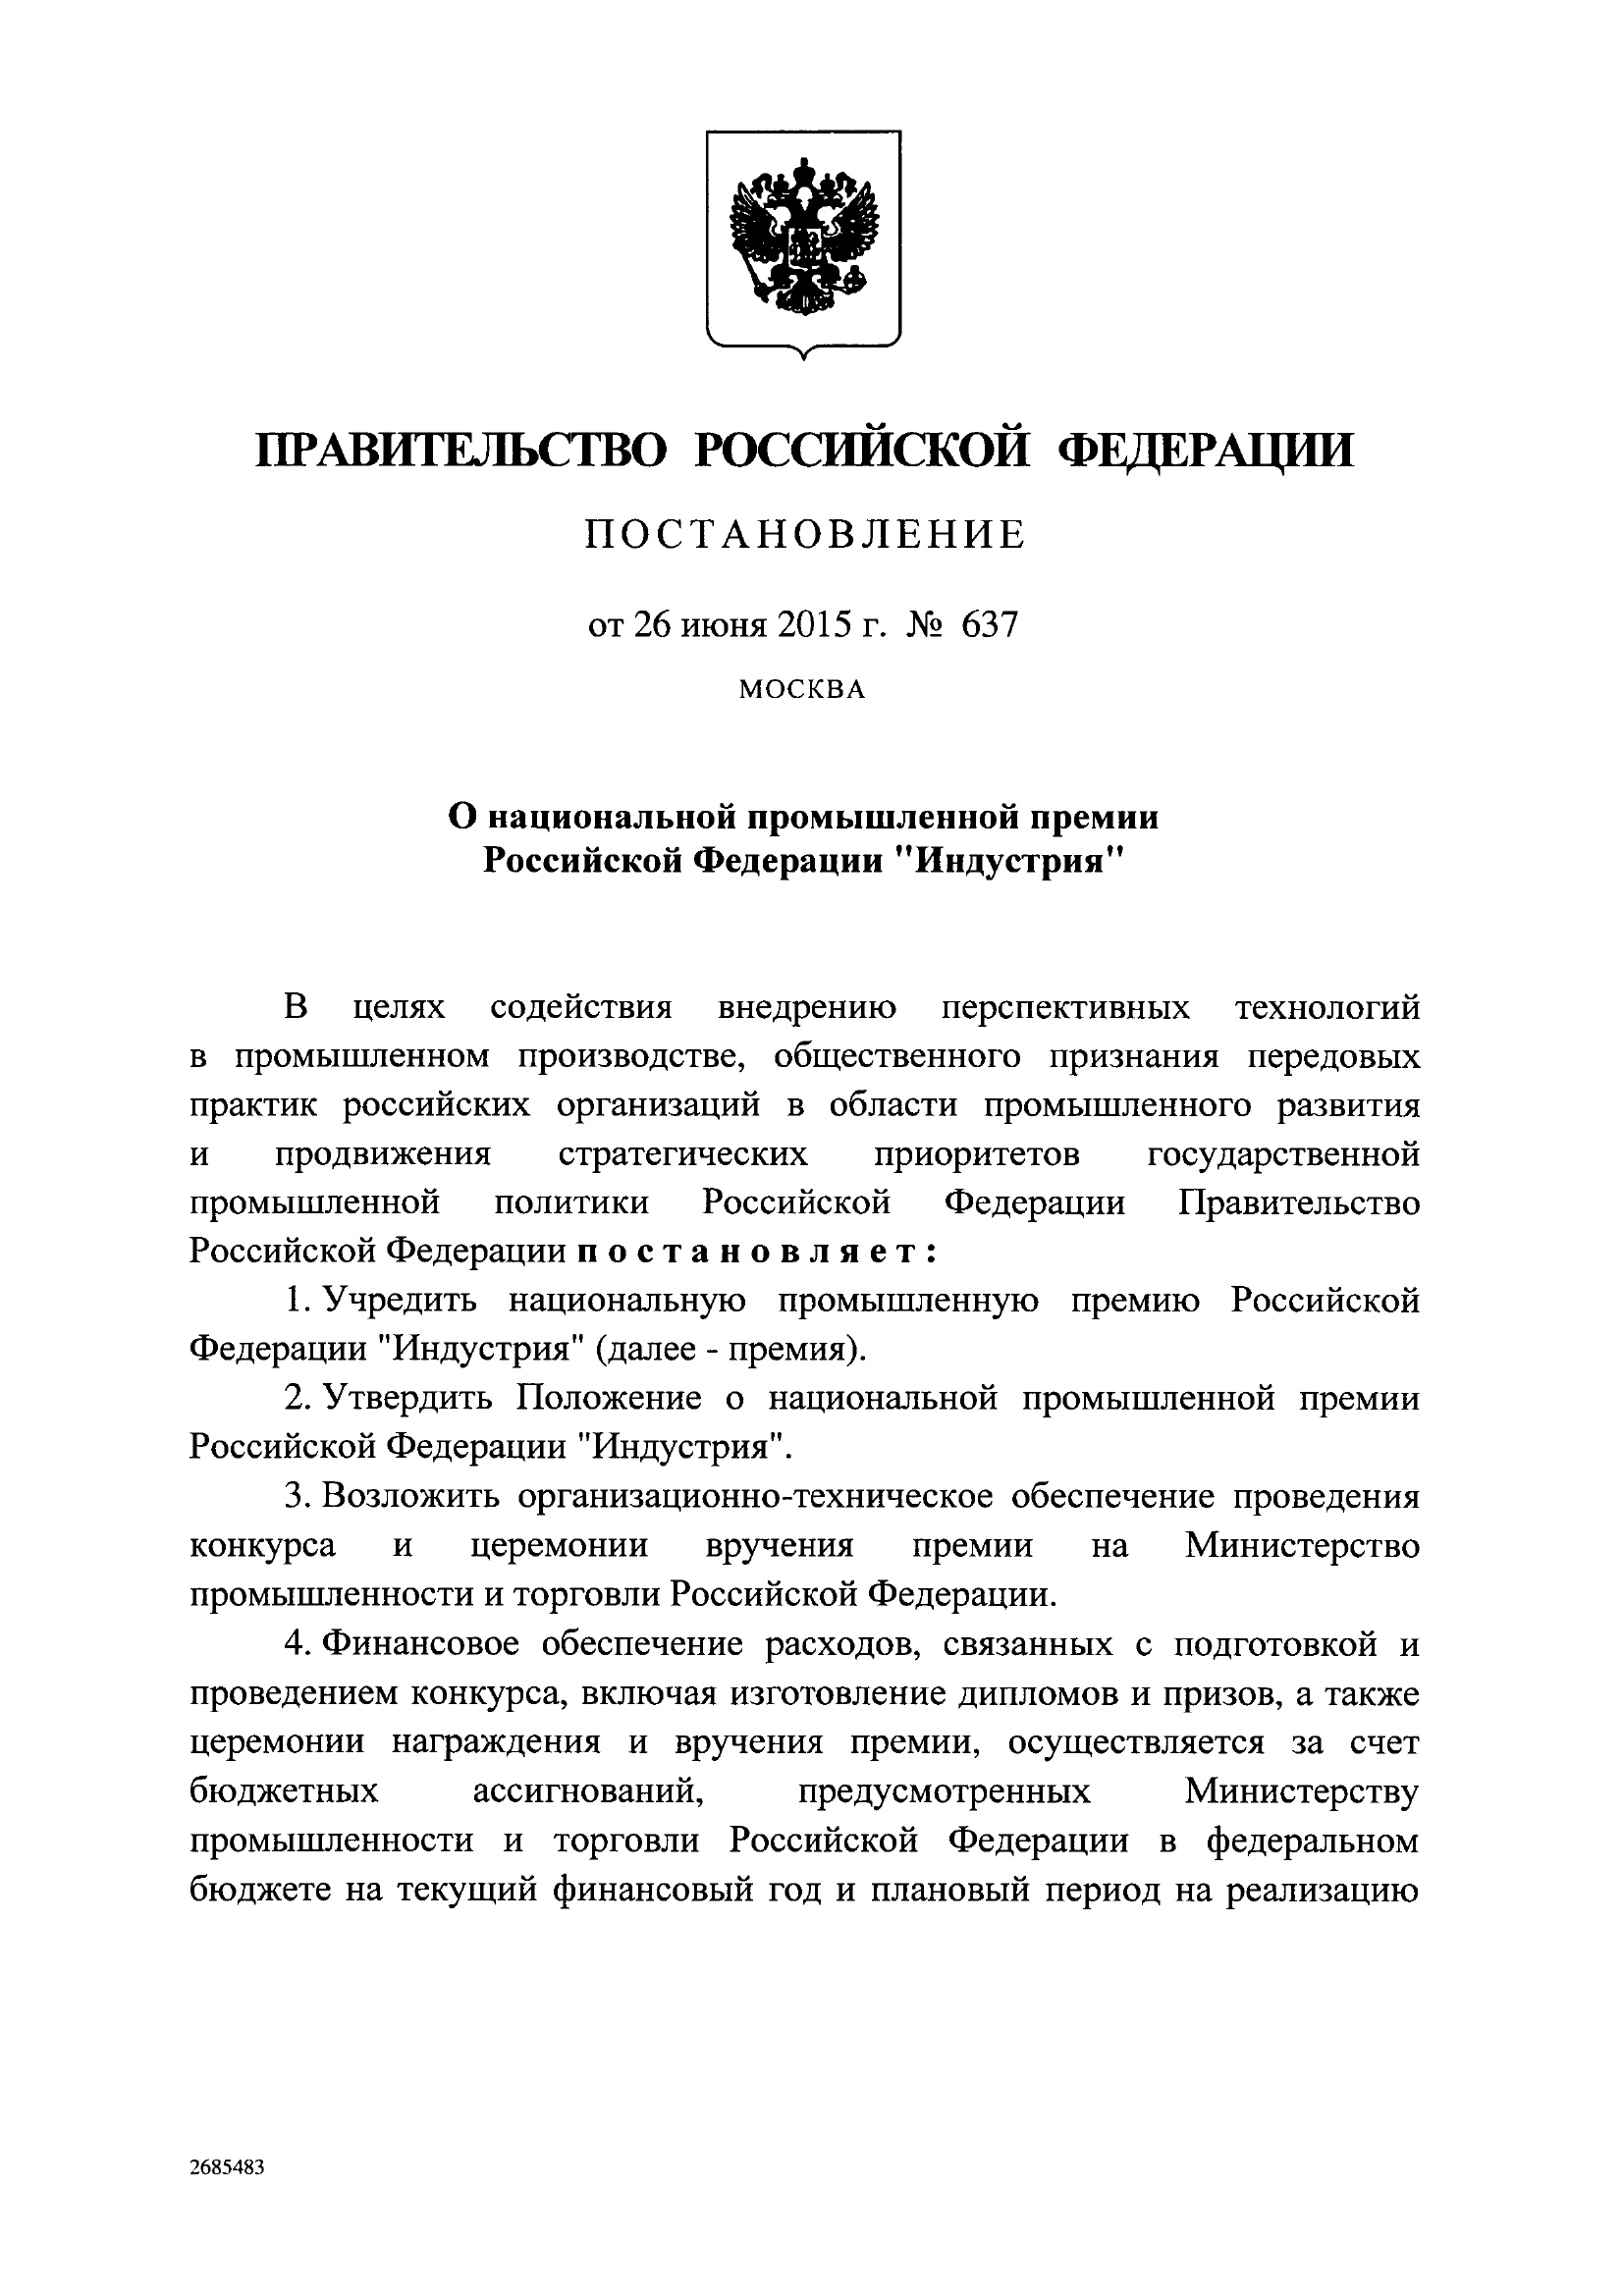 ПРАВИТЕЛЬСТВО РОССИЙСКОЙ ФЕДЕРАЦИИ
ПОСТАНОВЛЕНИЕ
от 26 июня 2015 г. № 637
МОСКВА
О национальной промышленной премии
Российской Федерации "Индустрия"
В целях содействия внедрению перспективных технологий
в промышленном производстве, общественного признания передовых
практик российских организаций в области промышленного развития
и продвижения стратегических приоритетов государственной
промышленной политики Российской Федерации Правительство
Российской Федерации постановляет:
1. Учредить национальную промышленную премию Российской
Федерации "Индустрия" (далее - премия).
2. Утвердить Положение о национальной промышленной премии
Российской Федерации "Индустрия".
3. Возложить организационно-техническое обеспечение проведения
конкурса и церемонии вручения премии на Министерство
промышленности и торговли Российской Федерации.
4. Финансовое обеспечение расходов, связанных с подготовкой и
проведением конкурса, включая изготовление дипломов и призов, а также
церемонии награждения и вручения премии, осуществляется за счет
бюджетных ассигнований, предусмотренных Министерству
промышленности и торговли Российской Федерации в федеральном
бюджете на текущий финансовый год и плановый период на реализацию
2685483